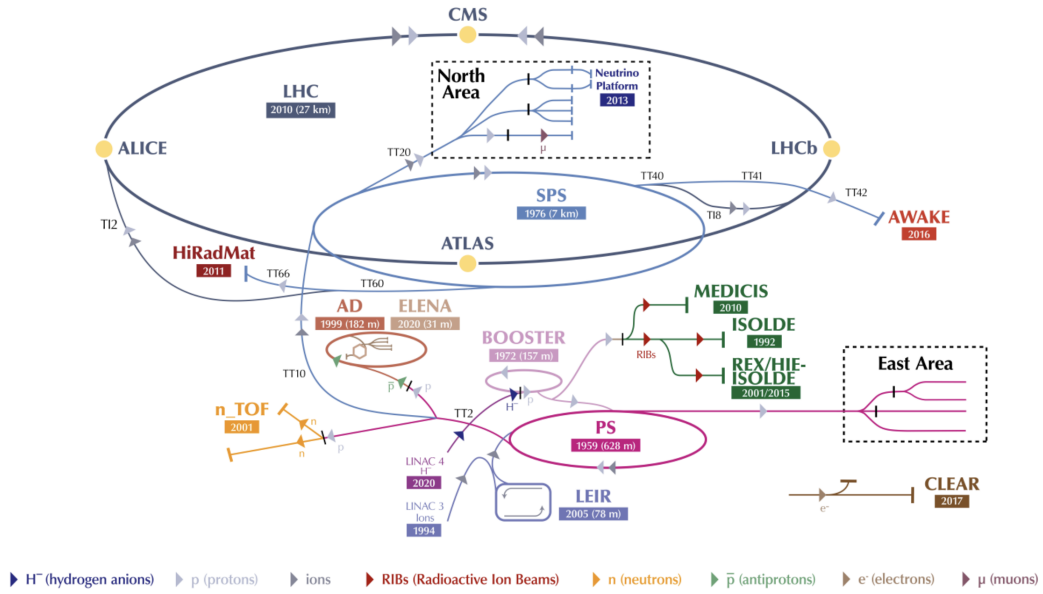 CMS
LHC
2010 (27 km)
North
Area
Neutrino
Platform
2013
μ
ALICE
LHCb
TT20
TT40
TT41
TT42
SPS
1976 (7 km)
TI8
TI2
AWAKE
2016
ATLAS
HiRadMat
2011
TT66
TT60
AD
1999 (182 m)
ELENA
2020 (31 m)
MEDICIS
2010
BOOSTER
1972 (157 m)
ISOLDE
1992
RIBs
REX/HIE-
ISOLDE
2001/2015
East Area
TT10
p̅
p
H⁻
p
TT2
n_TOF
2001
n
n
p
PS
1959 (628 m)
LINAC 4
H⁻
2020
LINAC 3
Ions
1994
LEIR
2005 (78 m)
CLEAR
2017
e⁻
H⁻ (hydrogen anions)
p (protons)
ions
RIBs (Radioactive Ion Beams)
n (neutrons)
p̅ (antiprotons)
e⁻ (electrons)
μ (muons)